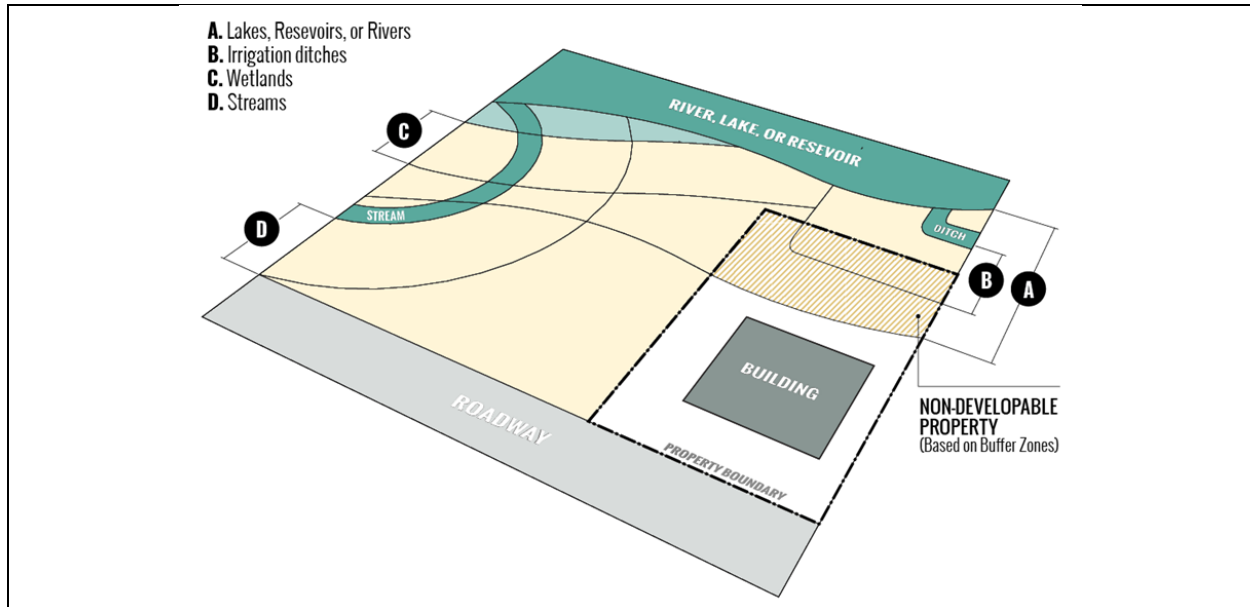 A. Lakes, Resevoirs, or Rivers
B. Irrigation ditches
C. Wetlands
D. Streams
RIVER, LAKE, OR RESEVOIR
C
STREAM
D
DITCH
B
A
BUILDING
ROADWAY
NON-DEVELOPABLE
PROPERTY
(Based on Buffer Zones)
PROPERTY BOUNDARY